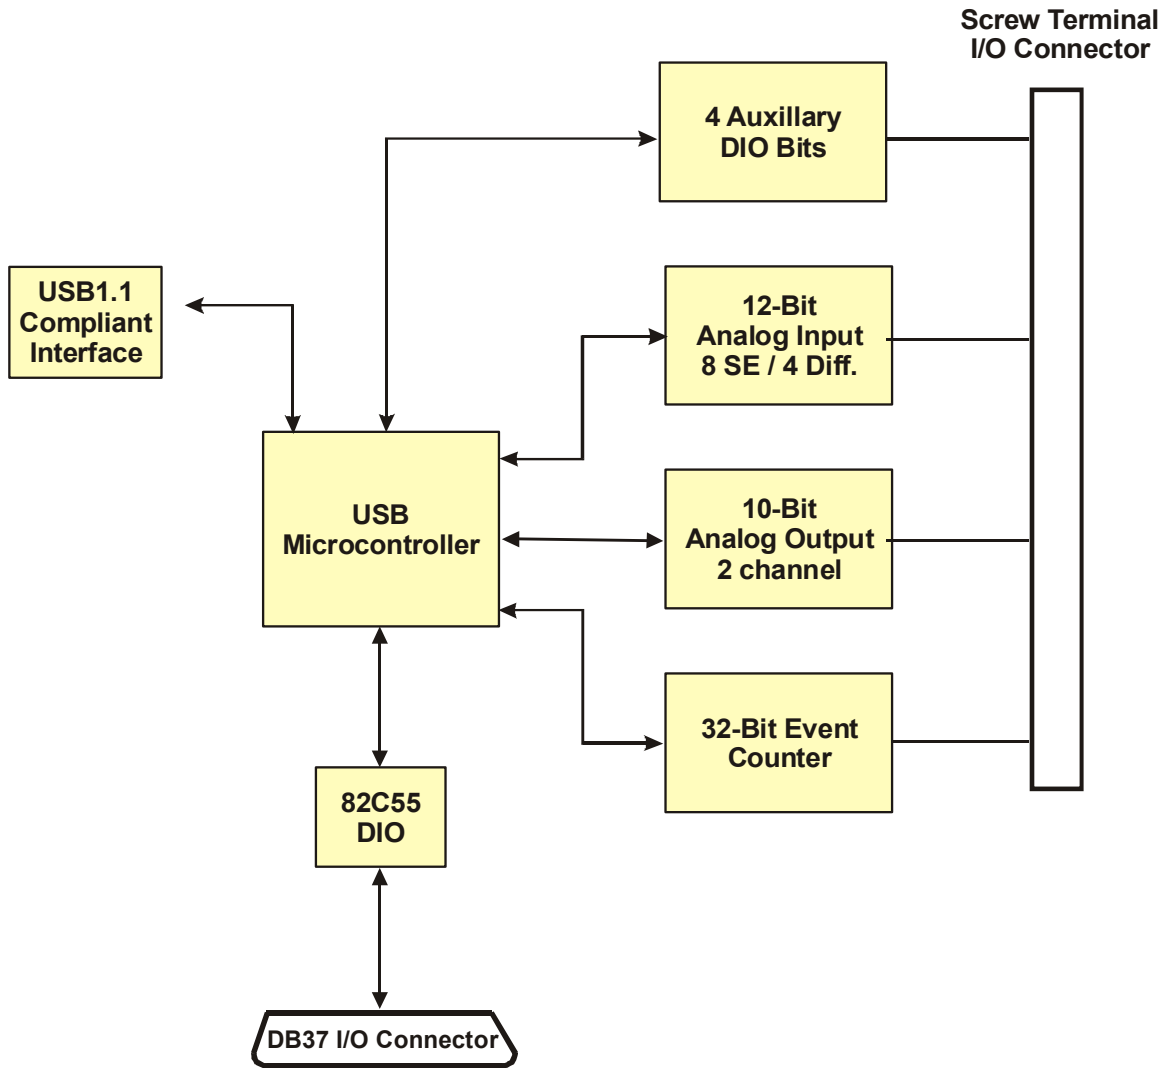 Screw Terminal
I/O Connector
4 Auxillary
DIO Bits
USB1.1
Compliant
Interface
12-Bit
Analog Input
8 SE / 4 Diff.
USB
Microcontroller
10-Bit
Analog Output
2 channel
32-Bit Event
Counter
82C55
DIO
DB37 I/O Connector